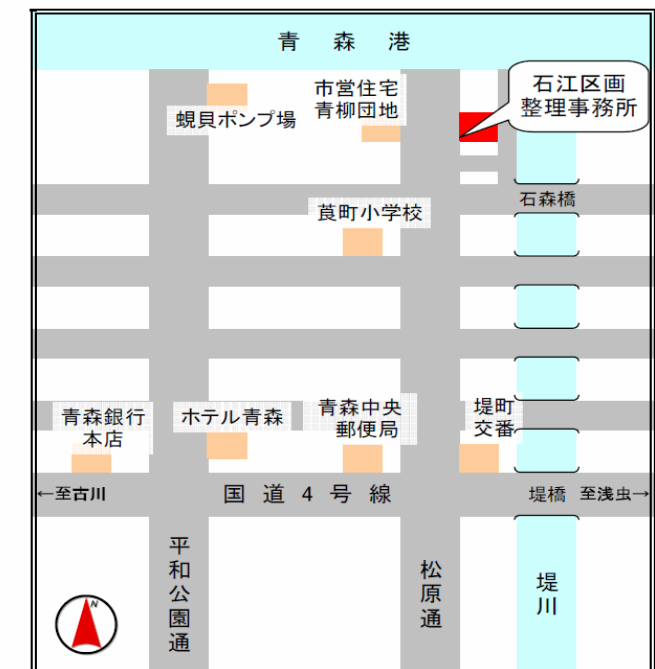 青森港
石江区画
整理事務所
市営住宅
青柳団地
蜆貝ポンプ場
石森橋
莨町小学校
青森銀行
本店
ホテル青森
青森中央
郵便局
堤町
交番
←至古川
国道4号線
堤橋
至浅虫→
平和公園通
松原通
堤川
N